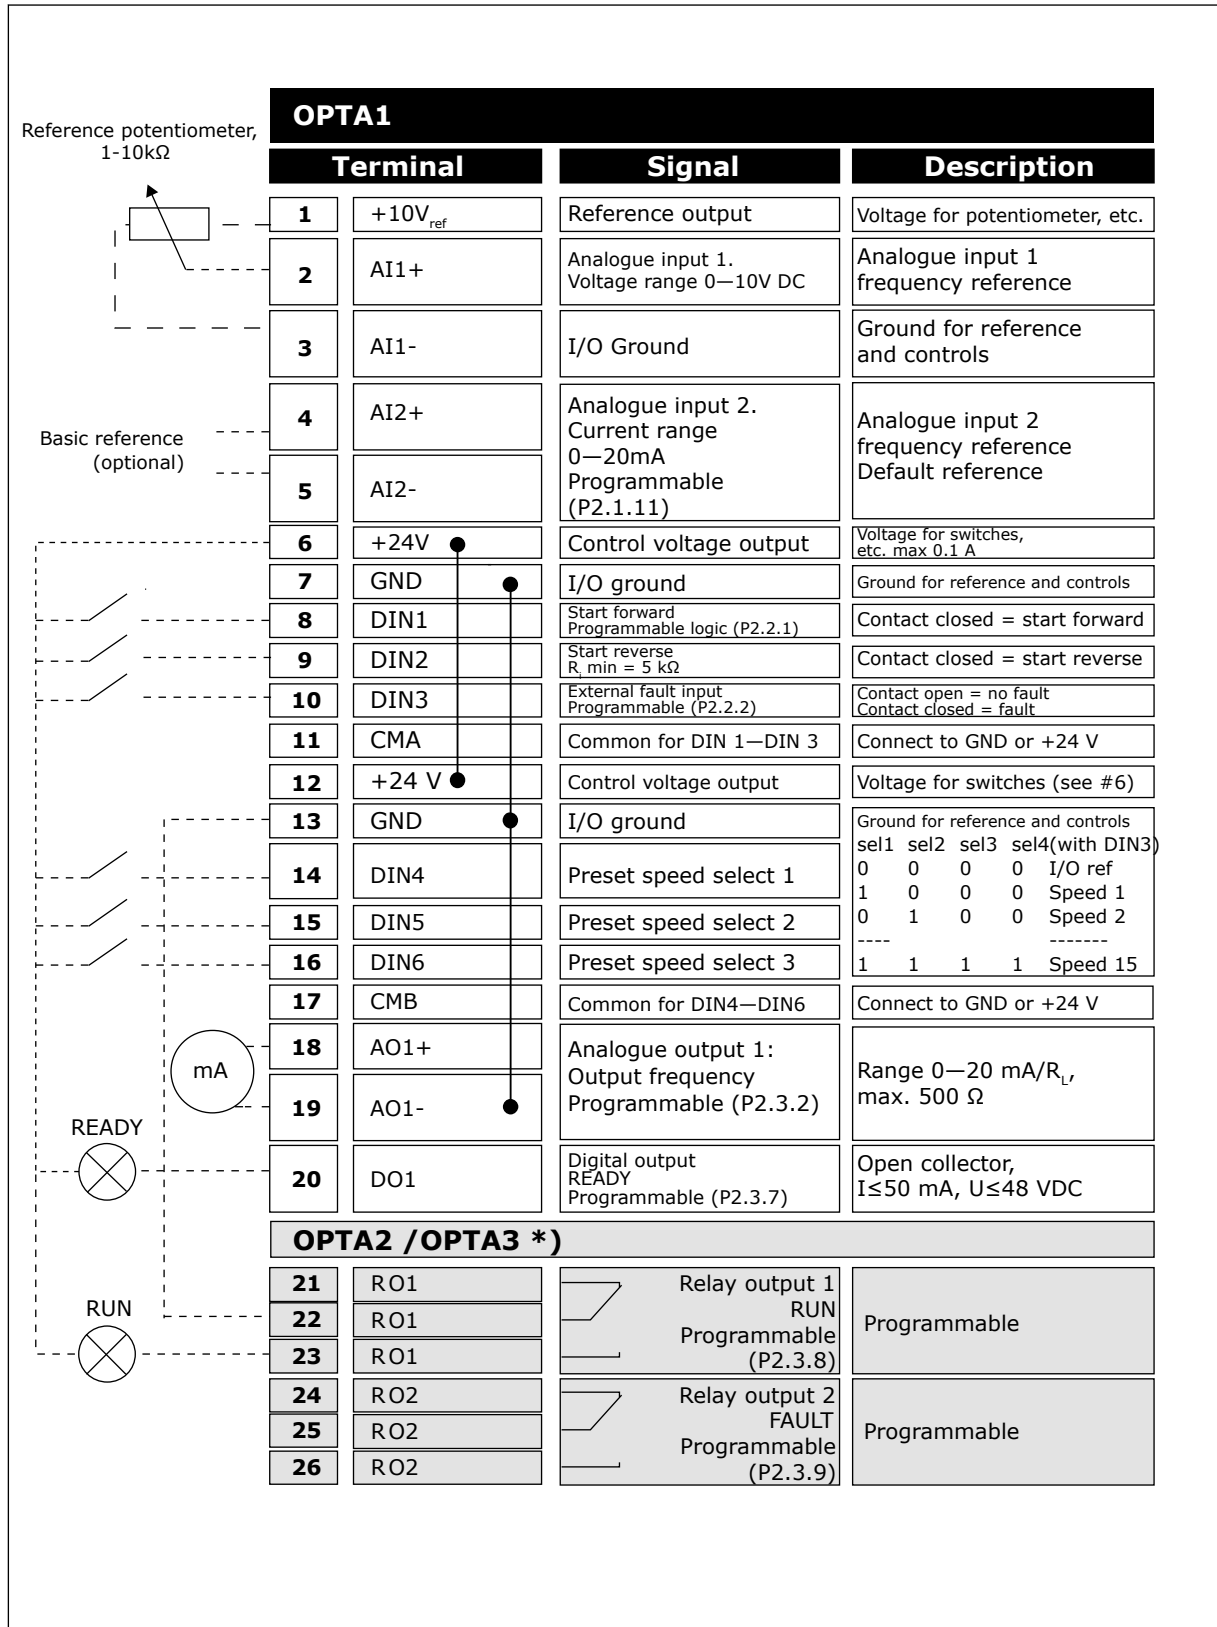 OPTA1
Reference potentiometer,
1-10kΩ
Terminal Signal Description
1 +10Vref Reference output Voltage for potentiometer, etc.
2 AI1+ Analogue input 1.
Voltage range 0—10V DC
Analogue input 1
frequency reference
3 AI1- I/O Ground Ground for reference
and controls
Basic reference
(optional)
4 AI2+
5 AI2-
Analogue input 2.
Current range
0—20mA
Programmable
(P2.1.11)
Analogue input 2
frequency reference
Default reference
6 +24V Control voltage output Voltage for switches,
etc. max 0.1 A
7 GND I/O ground Ground for reference and controls
8 DIN1 Start forward
Programmable logic (P2.2.1)
Contact closed = start forward
9 DIN2 Start reverse
Ri min = 5 kΩ
Contact closed = start reverse
10 DIN3 External fault input
Programmable (P2.2.2)
Contact open = no fault
Contact closed = fault
11 CMA Common for DIN 1—DIN 3 Connect to GND or +24 V
12 +24 V Control voltage output Voltage for switches (see #6)
13 GND I/O ground Ground for reference and controls
sel1 sel2 sel3 sel4(with DIN3)
0 0 0 0 I/O ref
1 0 0 0 Speed 1
0 1 0 0 Speed 2
---- -------
1 1 1 1 Speed 15
14 DIN4 Preset speed select 1
15 DIN5 Preset speed select 2
16 DIN6 Preset speed select 3
17 CMB Common for DIN4—DIN6 Connect to GND or +24 V
mA
18 AO1+
19 AO1-
Analogue output 1:
Output frequency
Programmable (P2.3.2)
Range 0—20 mA/RL,
max. 500 Ω
READY
20 DO1 Digital output
READY
Programmable (P2.3.7)
Open collector,
I≤50 mA, U≤48 VDC
OPTA2 /OPTA3 *)
RUN
21 RO1
22 RO1
23 RO1
Relay output 1
RUN
Programmable
(P2.3.8)
Programmable
24 RO2
25 RO2
26 RO2
Relay output 2
FAULT
Programmable
(P2.3.9)
Programmable